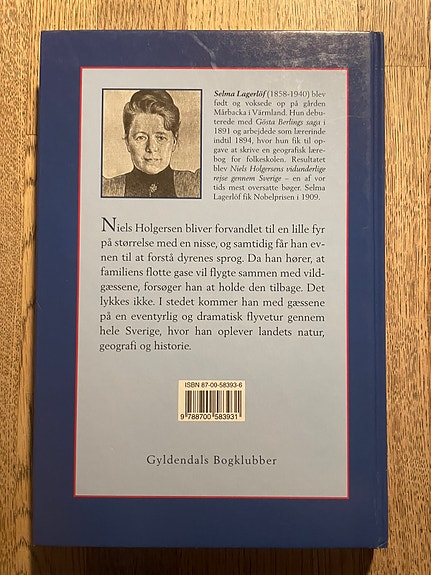 Selma Lagerlöf (1858-1940) blev
født og voksede op på gården
Mårbacka i Värmland. Hun debu-
terede med Gösta Berlings saga i
1891 og arbejdede som lærerinde
indtil 1894, hvor hun fik til op-
gave at skrive en geografisk lære-
bog for folkeskolen. Resultatet
blev Niels Holgersens vidunderlige
rejse gennem Sverige – en af vor
tids mest oversatte bøger. Selma
Lagerlöf fik Nobelprisen i 1909.
Niels Holgersen bliver forvandlet til en lille fyr
på størrelse med en nisse, og samtidig får han ev-
nen til at forstå dyrenes sprog. Da han hører, at
familiens flotte gase vil flygte sammen med vild-
gæssene, forsøger han at holde den tilbage. Det
lykkes ikke. I stedet kommer han med gæssene
på en eventyrlig og dramatisk flyvetur gennem
hele Sverige, hvor han oplever landets natur,
geografi og historie.
ISBN 87-00-58393-6
9 788700 583931
Gyldendals Bogklubber